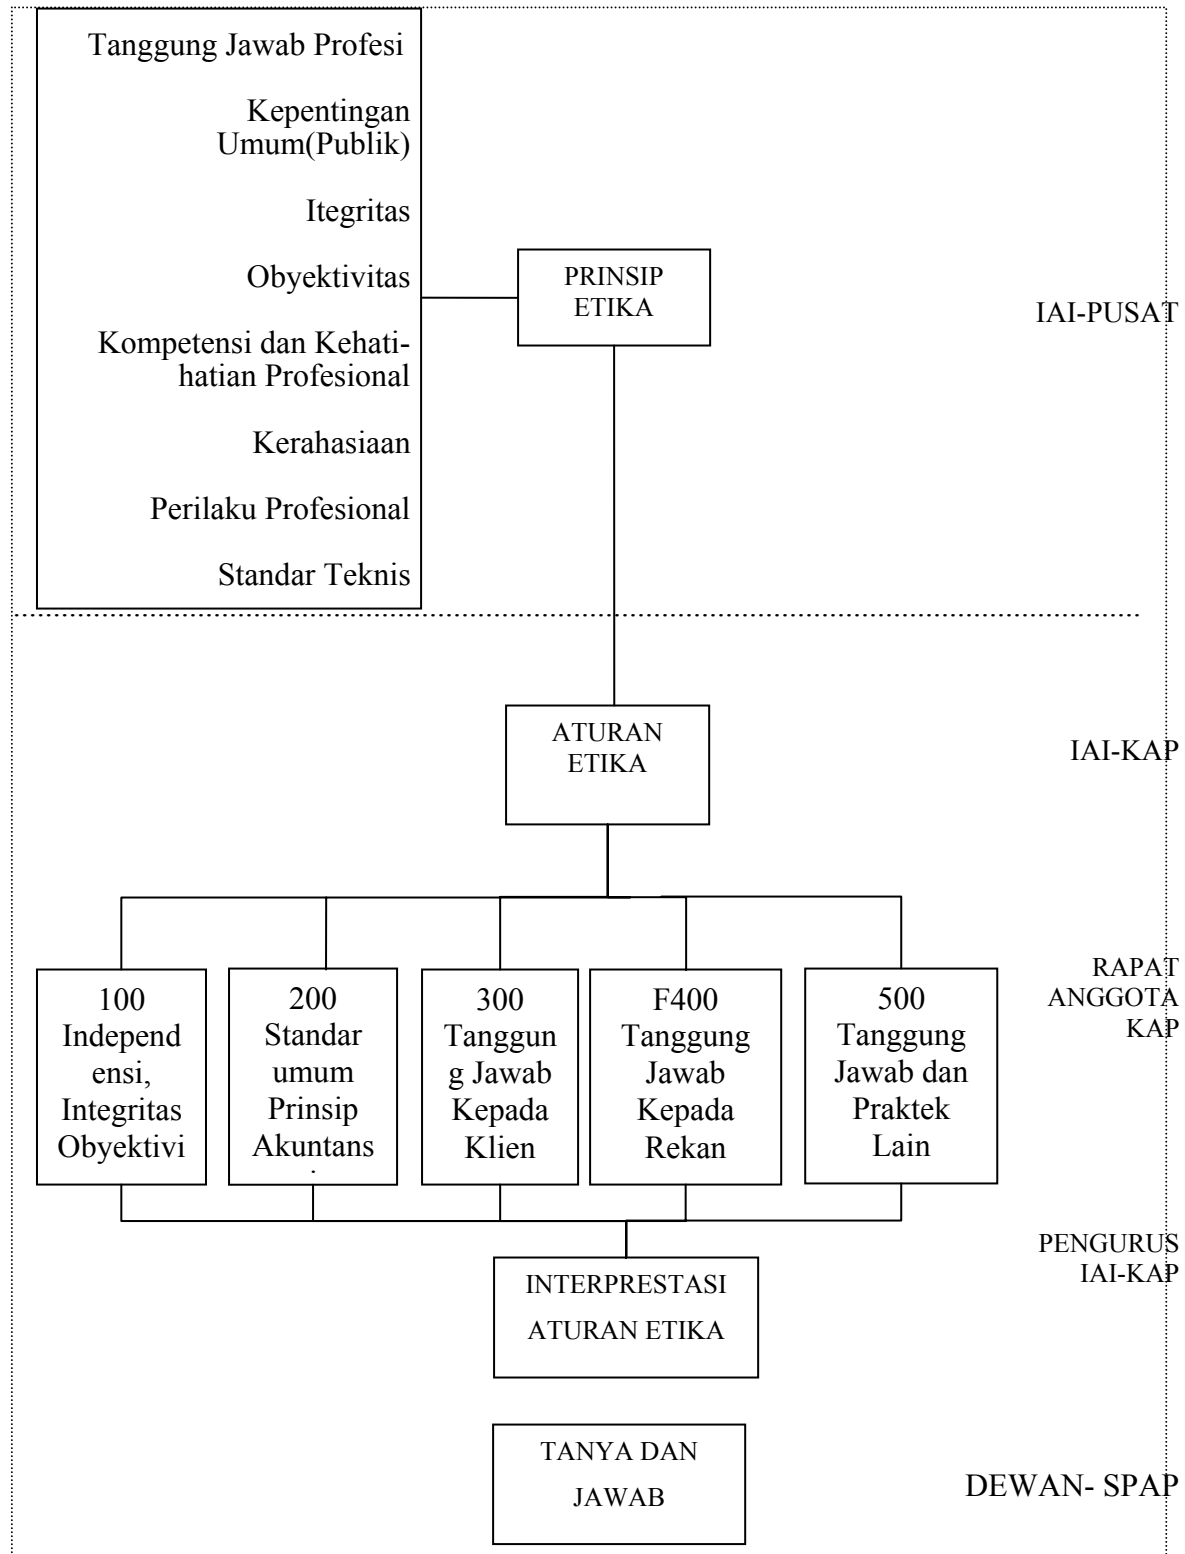 Tanggung Jawab Profesi
Kepentingan
Umum(Publik)
Itegritas
Obyektivitas
Kompetensi dan Kehati-
hatian Profesional
Kerahasiaan
Perilaku Profesional
Standar Teknis
PRINSIP
ETIKA
IAI-PUSAT
ATURAN
ETIKA
IAI-KAP
100
Independ
ensi,
Integritas
Obyektivi
200
Standar
umum
Prinsip
Akuntans
300
Tanggun
g Jawab
Kepada
Klien
F400
Tanggung
Jawab
Kepada
Rekan
500
Tanggung
Jawab dan
Praktek
Lain
RAPAT
ANGGOTA
KAP
PENGURUS
IAI-KAP
INTERPRESTASI
ATURAN ETIKA
TANYA DAN
JAWAB
DEWAN- SPAP